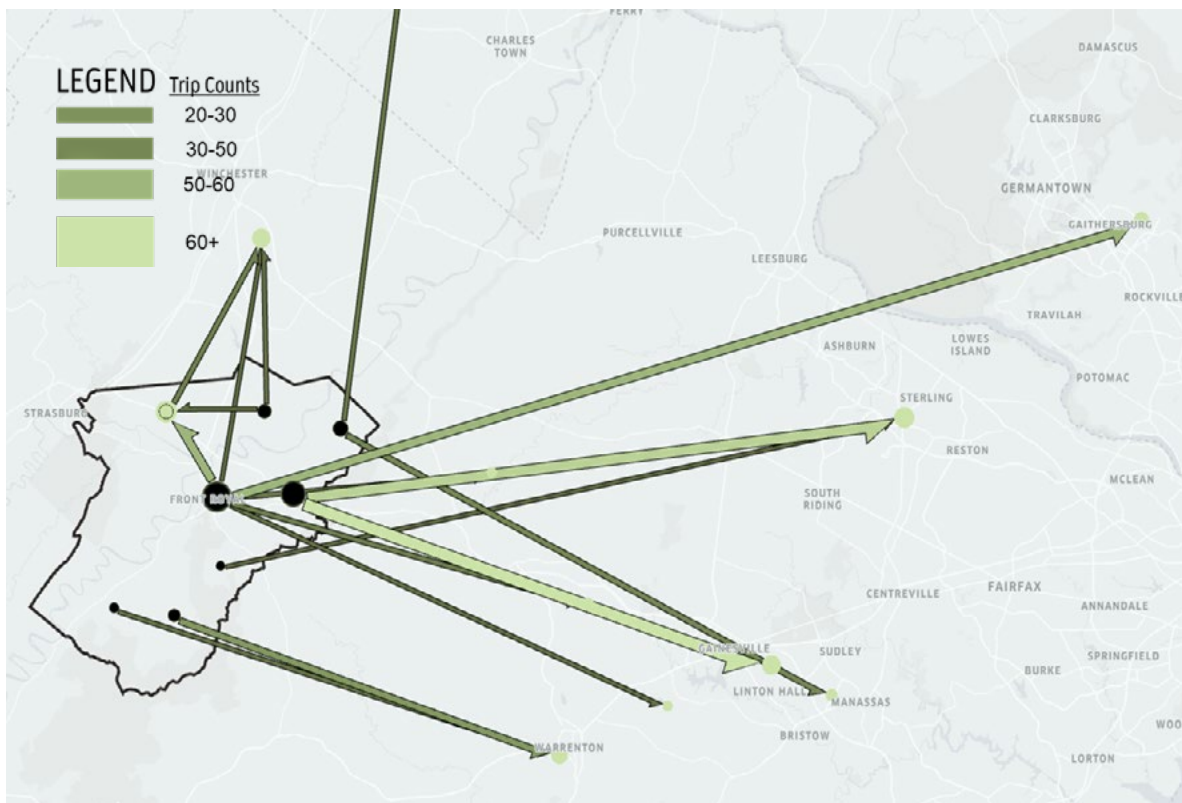 FERRY
CHARLES
TOWN
DAMASCUS
LEGEND Trip Counts
20-30
30-50
50-60
60+
CLARKSBURG
WINCHESTER
GERMANTOWN
GAITHERSBURG
PURCELLVILLE
LEESBURG
ROCKVILLE
TRAVILAH
LOWES
ISLAND
ASHBURN
POTOMAC
STERLING
STRASBURG
RESTON
MCLEAN
SOUTH
RIDING
FRONT ROYAL
FAIRFAX
CENTREVILLE
ANNANDALE
GAINESVILLE
SUDLEY
SPRINGFIELD
BURKE
LINTON HALL
MANASSAS
WOO
BRISTOW
WARRENTON
LORTON